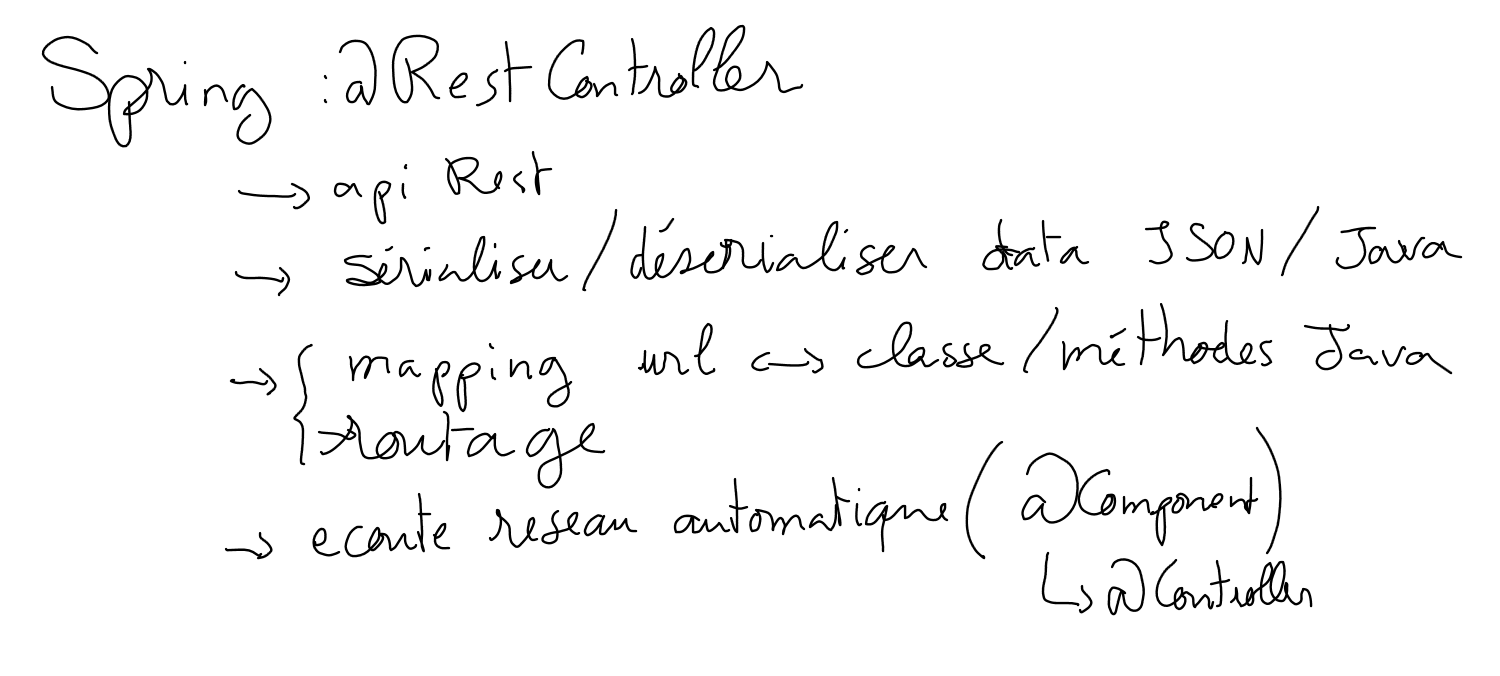 Spring : @RestController
→ api Rest
→ sérialiser/déserialiser data JSON/Java
→ { mapping url ↔ classe/méthodes Java
→ routage
→ ecoute reseau automatique (@Component)
↳ @Controller